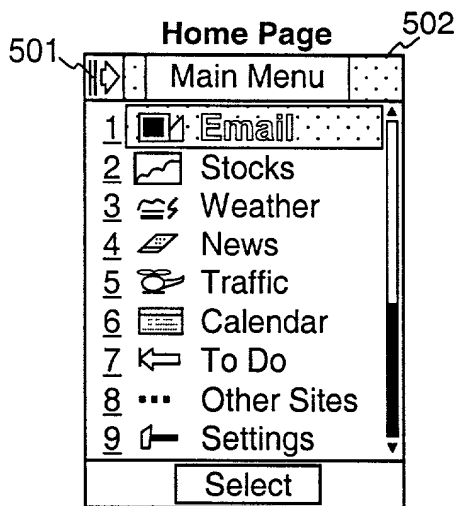 Home Page
501
502
Main Menu
1 Email
2 Stocks
3 Weather
4 News
5 Traffic
6 Calendar
7 To Do
8 Other Sites
9 Settings
Select